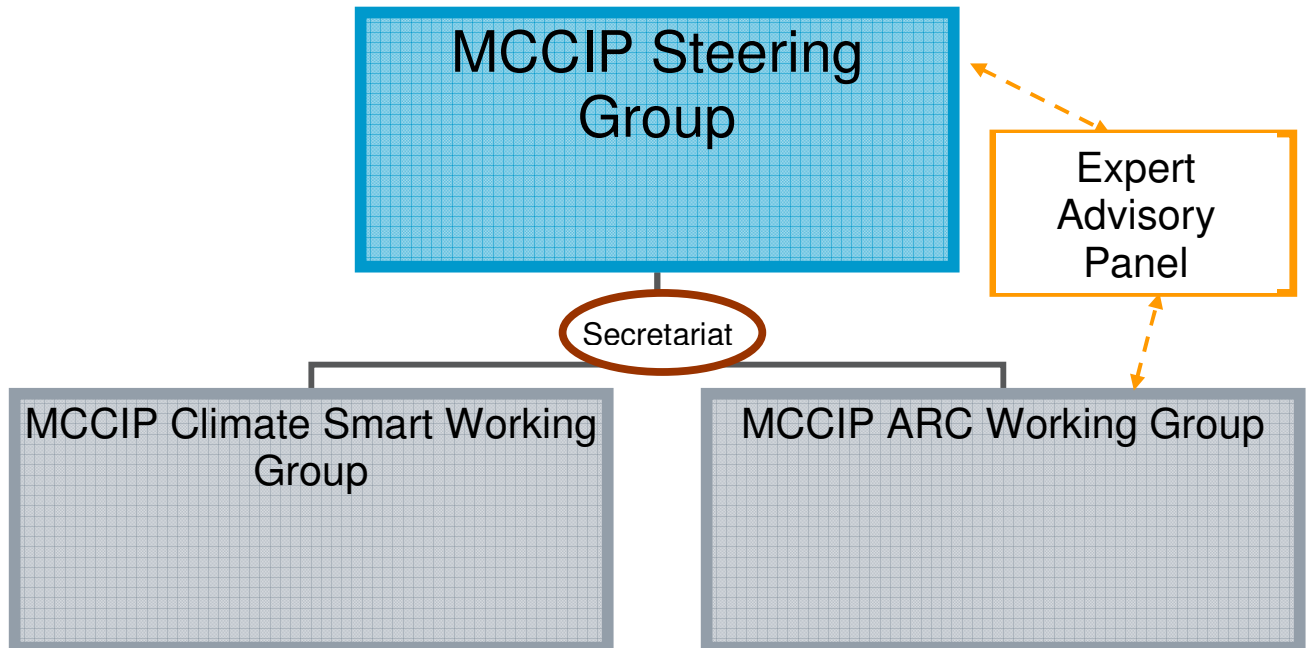 MCCIP Steering
Group
Expert
Advisory
Panel
Secretariat
MCCIP Climate Smart Working
Group
MCCIP ARC Working Group